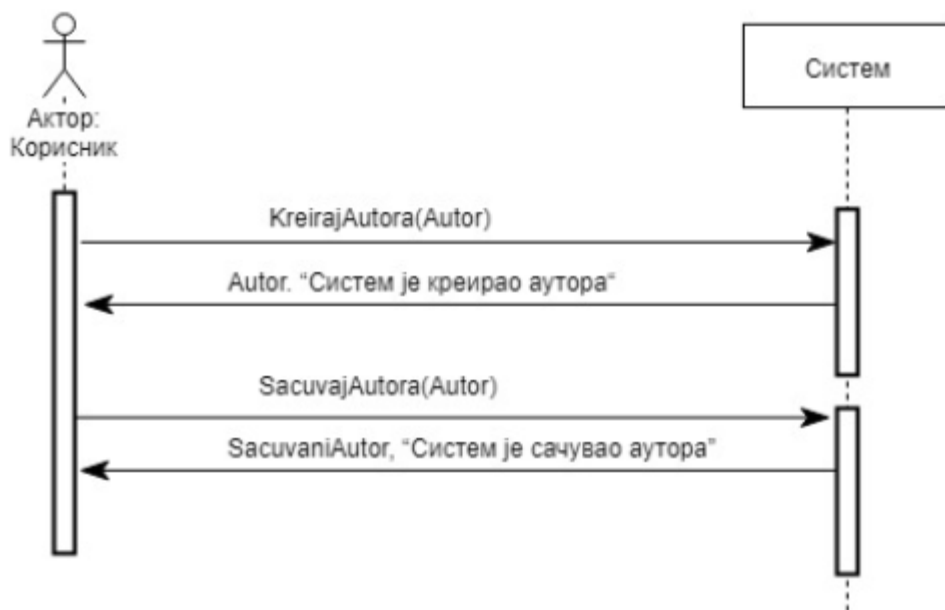 Систем
Актор:
Корисник
KreirajAutora(Autor)
Autor. “Систем је креирао аутора“
SacuvajAutora(Autor)
SacuvaniAutor, “Систем је сачувао аутора”